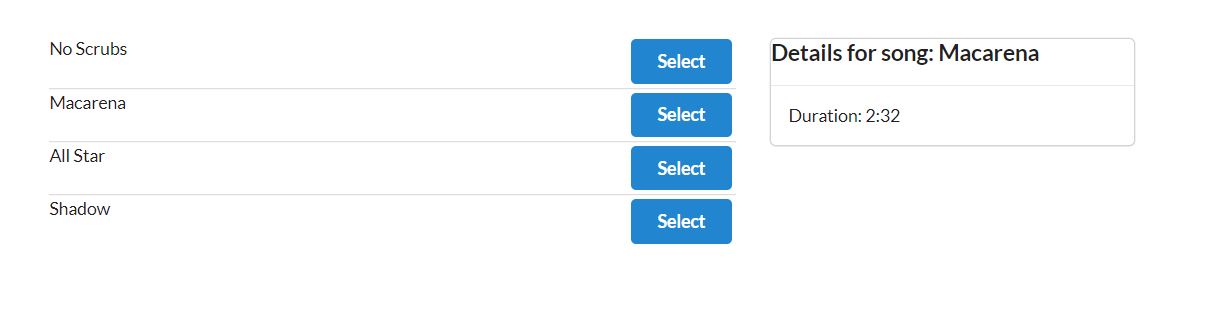 No Scrubs
Select
Macarena
Select
All Star
Select
Shadow
Select
Details for song: Macarena
Duration: 2:32